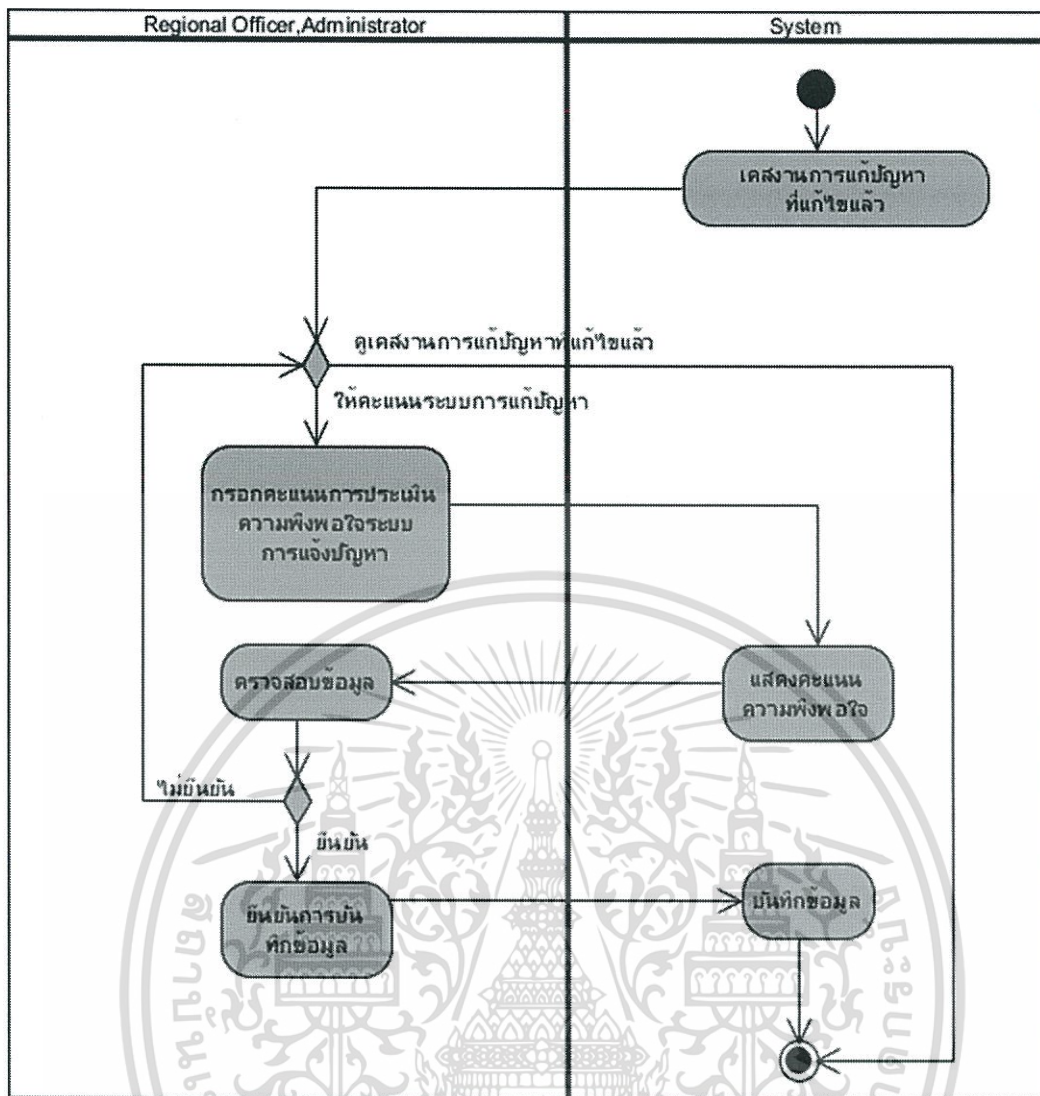 Regional Officer,Administrator
System
เคสงานการแก้ปัญหา
ที่แก้ไขแล้ว
ดูเคสงานการแก้ปัญหาที่แก้ไขแล้ว
ให้คะแนนระบบการแก้ปัญหา
กรอกคะแนนการประเมิน
ความพึงพอใจระบบ
การแจ้งปัญหา
ตรวจสอบข้อมูล
แสดงคะแนน
ความพึงพอใจ
ไม่ยืนยัน
ยืนยัน
ยืนยันการบัน
ทึกข้อมูล
บันทึกข้อมูล